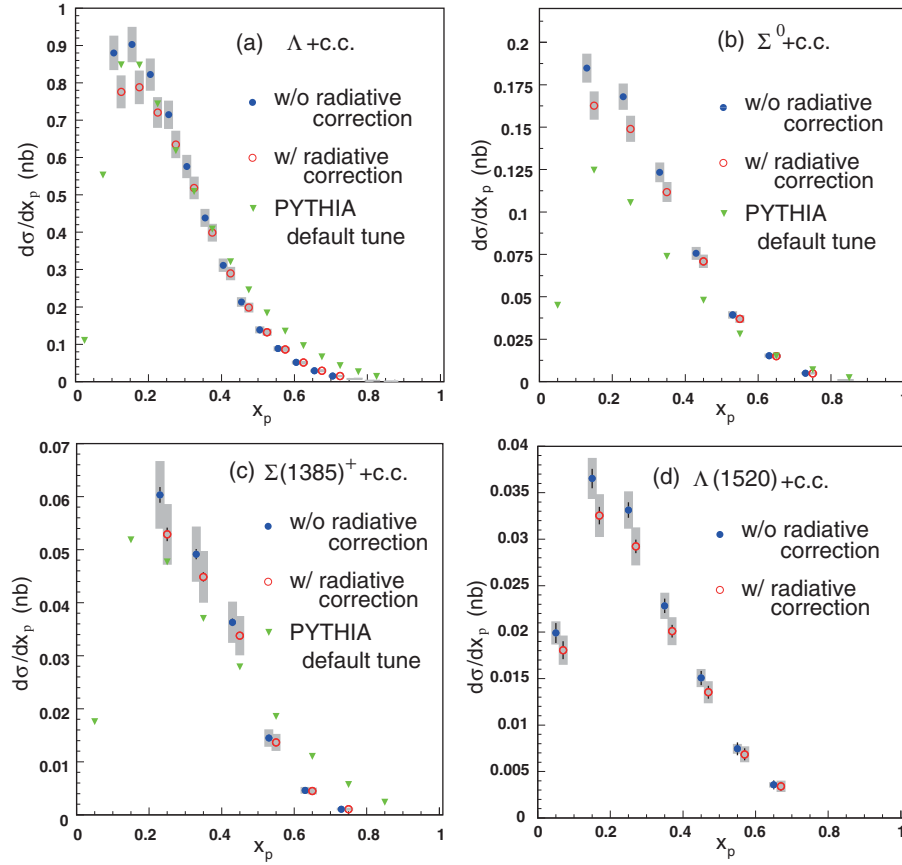 (a) Λ+c.c.
w/o radiative
correction
w/ radiative
correction
PYTHIA
default tune
dσ/dx_p (nb)
1
0.9
0.8
0.7
0.6
0.5
0.4
0.3
0.2
0.1
0
0 0.2 0.4 0.6 0.8 1
x_p
(b) Σ⁰+c.c.
w/o radiative
correction
w/ radiative
correction
PYTHIA
default tune
dσ/dx_p (nb)
0.2
0.175
0.15
0.125
0.1
0.075
0.05
0.025
0
0 0.2 0.4 0.6 0.8 1
x_p
(c) Σ(1385)⁺+c.c.
w/o radiative
correction
w/ radiative
correction
PYTHIA
default tune
dσ/dx_p (nb)
0.07
0.06
0.05
0.04
0.03
0.02
0.01
0
0 0.2 0.4 0.6 0.8 1
x_p
(d) Λ(1520)+c.c.
w/o radiative
correction
w/ radiative
correction
dσ/dx_p (nb)
0.04
0.035
0.03
0.025
0.02
0.015
0.01
0.005
0
0 0.2 0.4 0.6 0.8 1
x_p